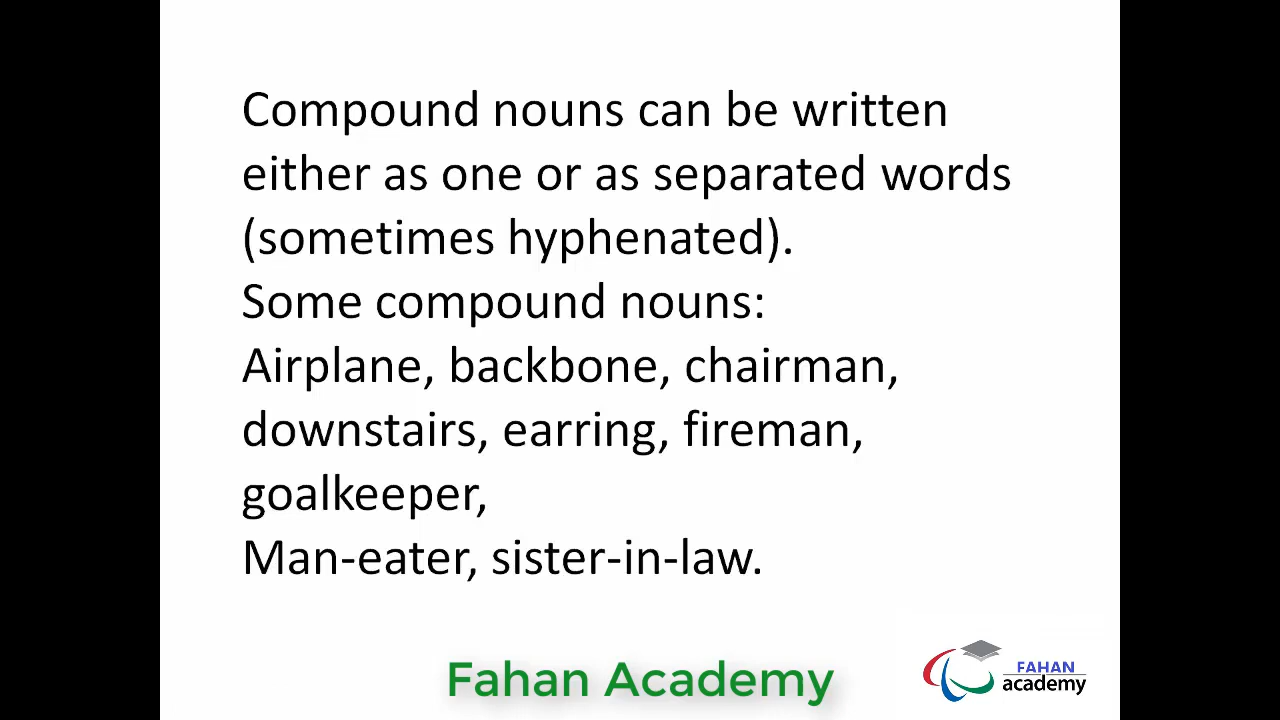 Compound nouns can be written
either as one or as separated words
(sometimes hyphenated).
Some compound nouns:
Airplane, backbone, chairman,
downstairs, earring, fireman,
goalkeeper,
Man-eater, sister-in-law.
Fahan Academy
FAHAN
academy